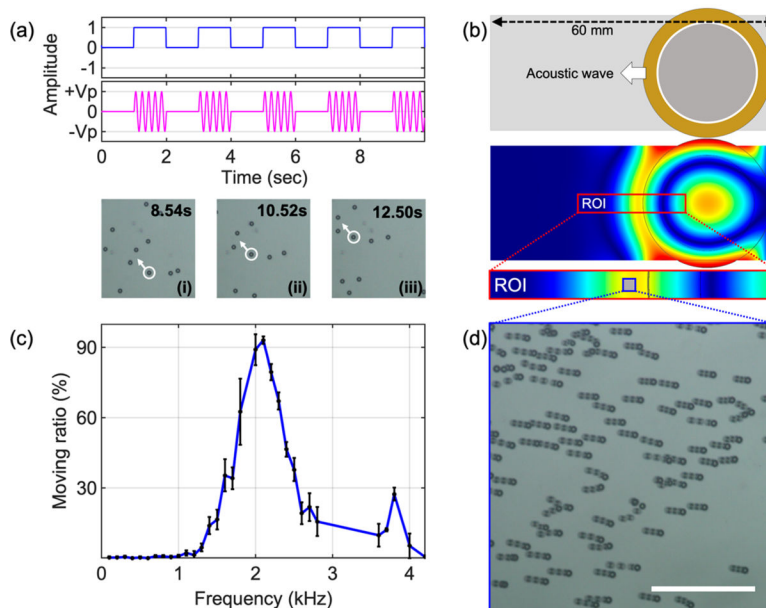 (a)
Amplitude
1
0
-1
+Vp
0
-Vp
0 2 4 6 8
Time (sec)
8.54s
(i)
10.52s
(ii)
12.50s
(iii)
(b)
60 mm
Acoustic wave
ROI
ROI
(c)
Moving ratio (%)
90
60
30
0 1 2 3 4
Frequency (kHz)
(d)